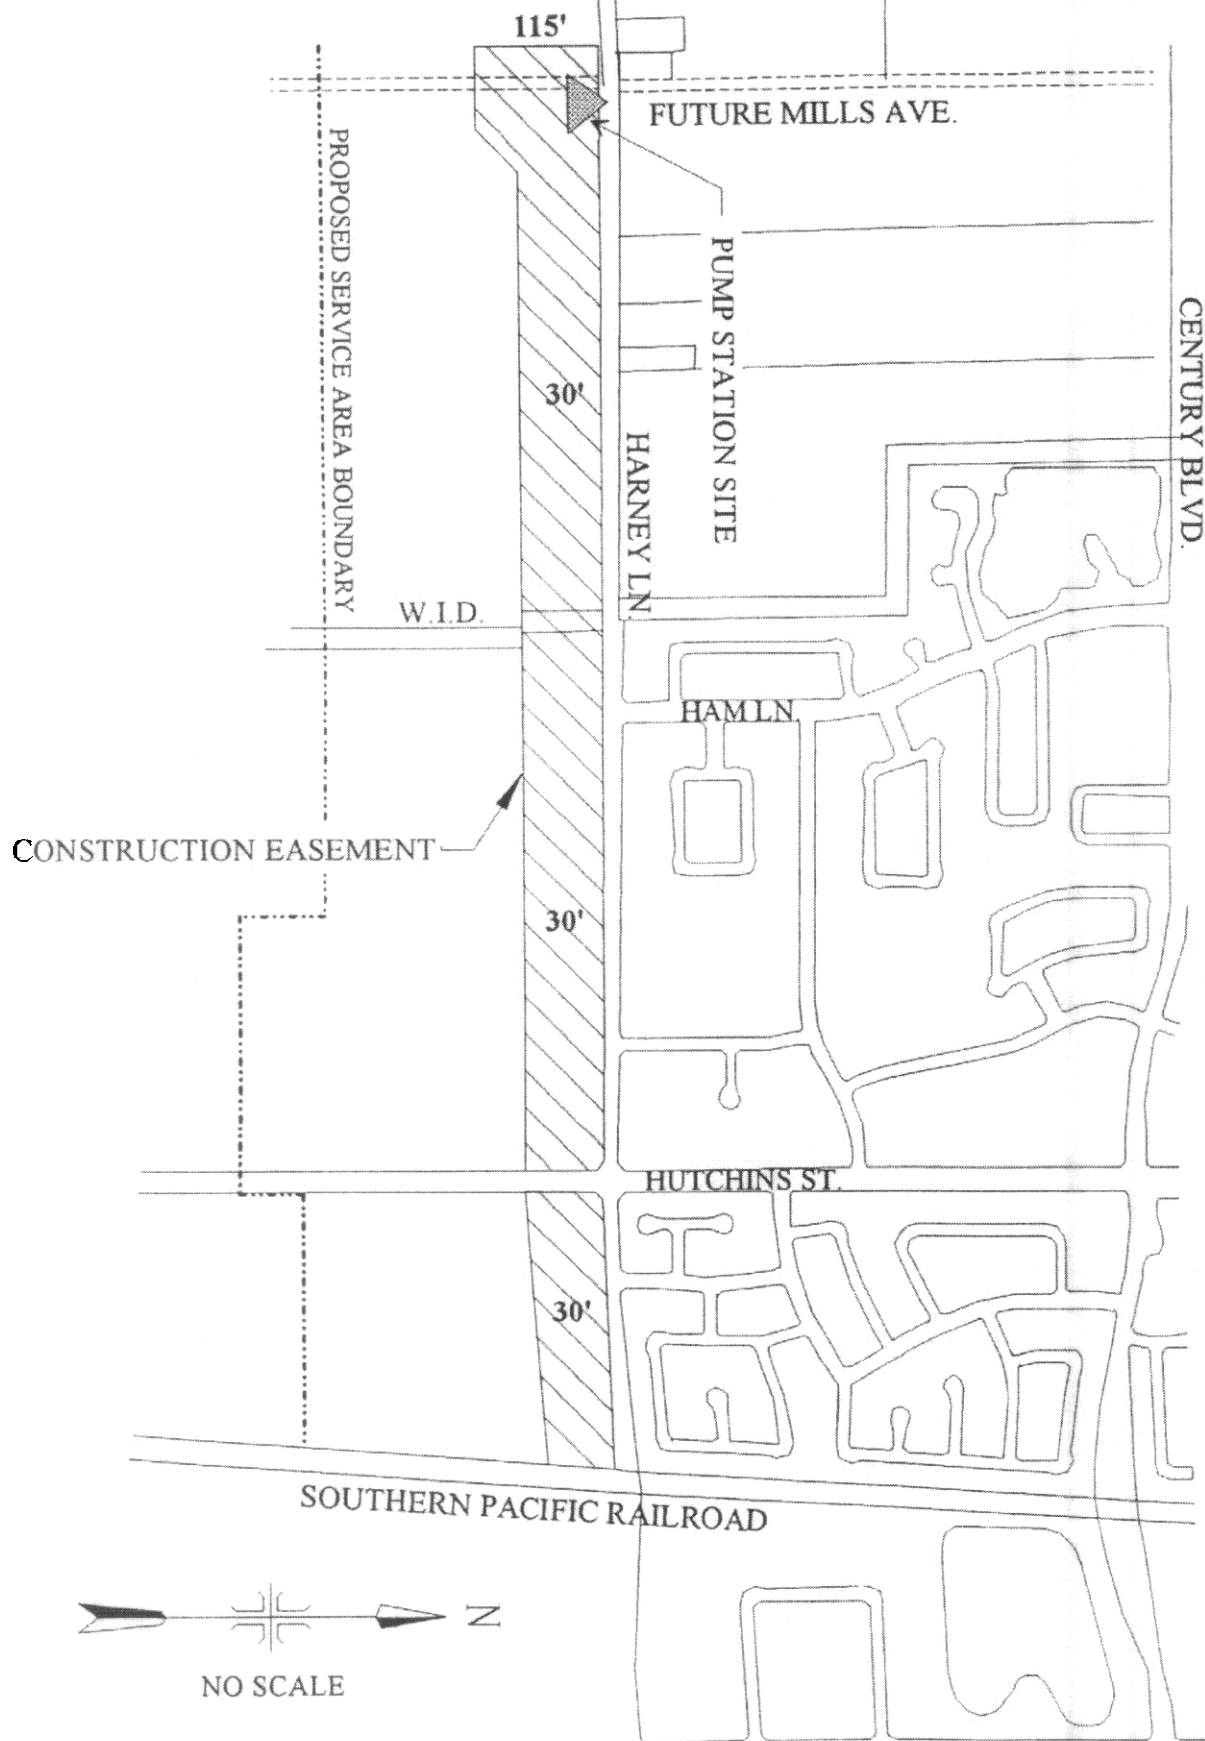 115'
FUTURE MILLS AVE.
PROPOSED SERVICE AREA BOUNDARY
PUMP STATION SITE
CENTURY BLVD.
30'
HARNEY LN.
W.I.D.
HAM LN.
CONSTRUCTION EASEMENT
30'
HUTCHINS ST.
30'
SOUTHERN PACIFIC RAILROAD
N
NO SCALE